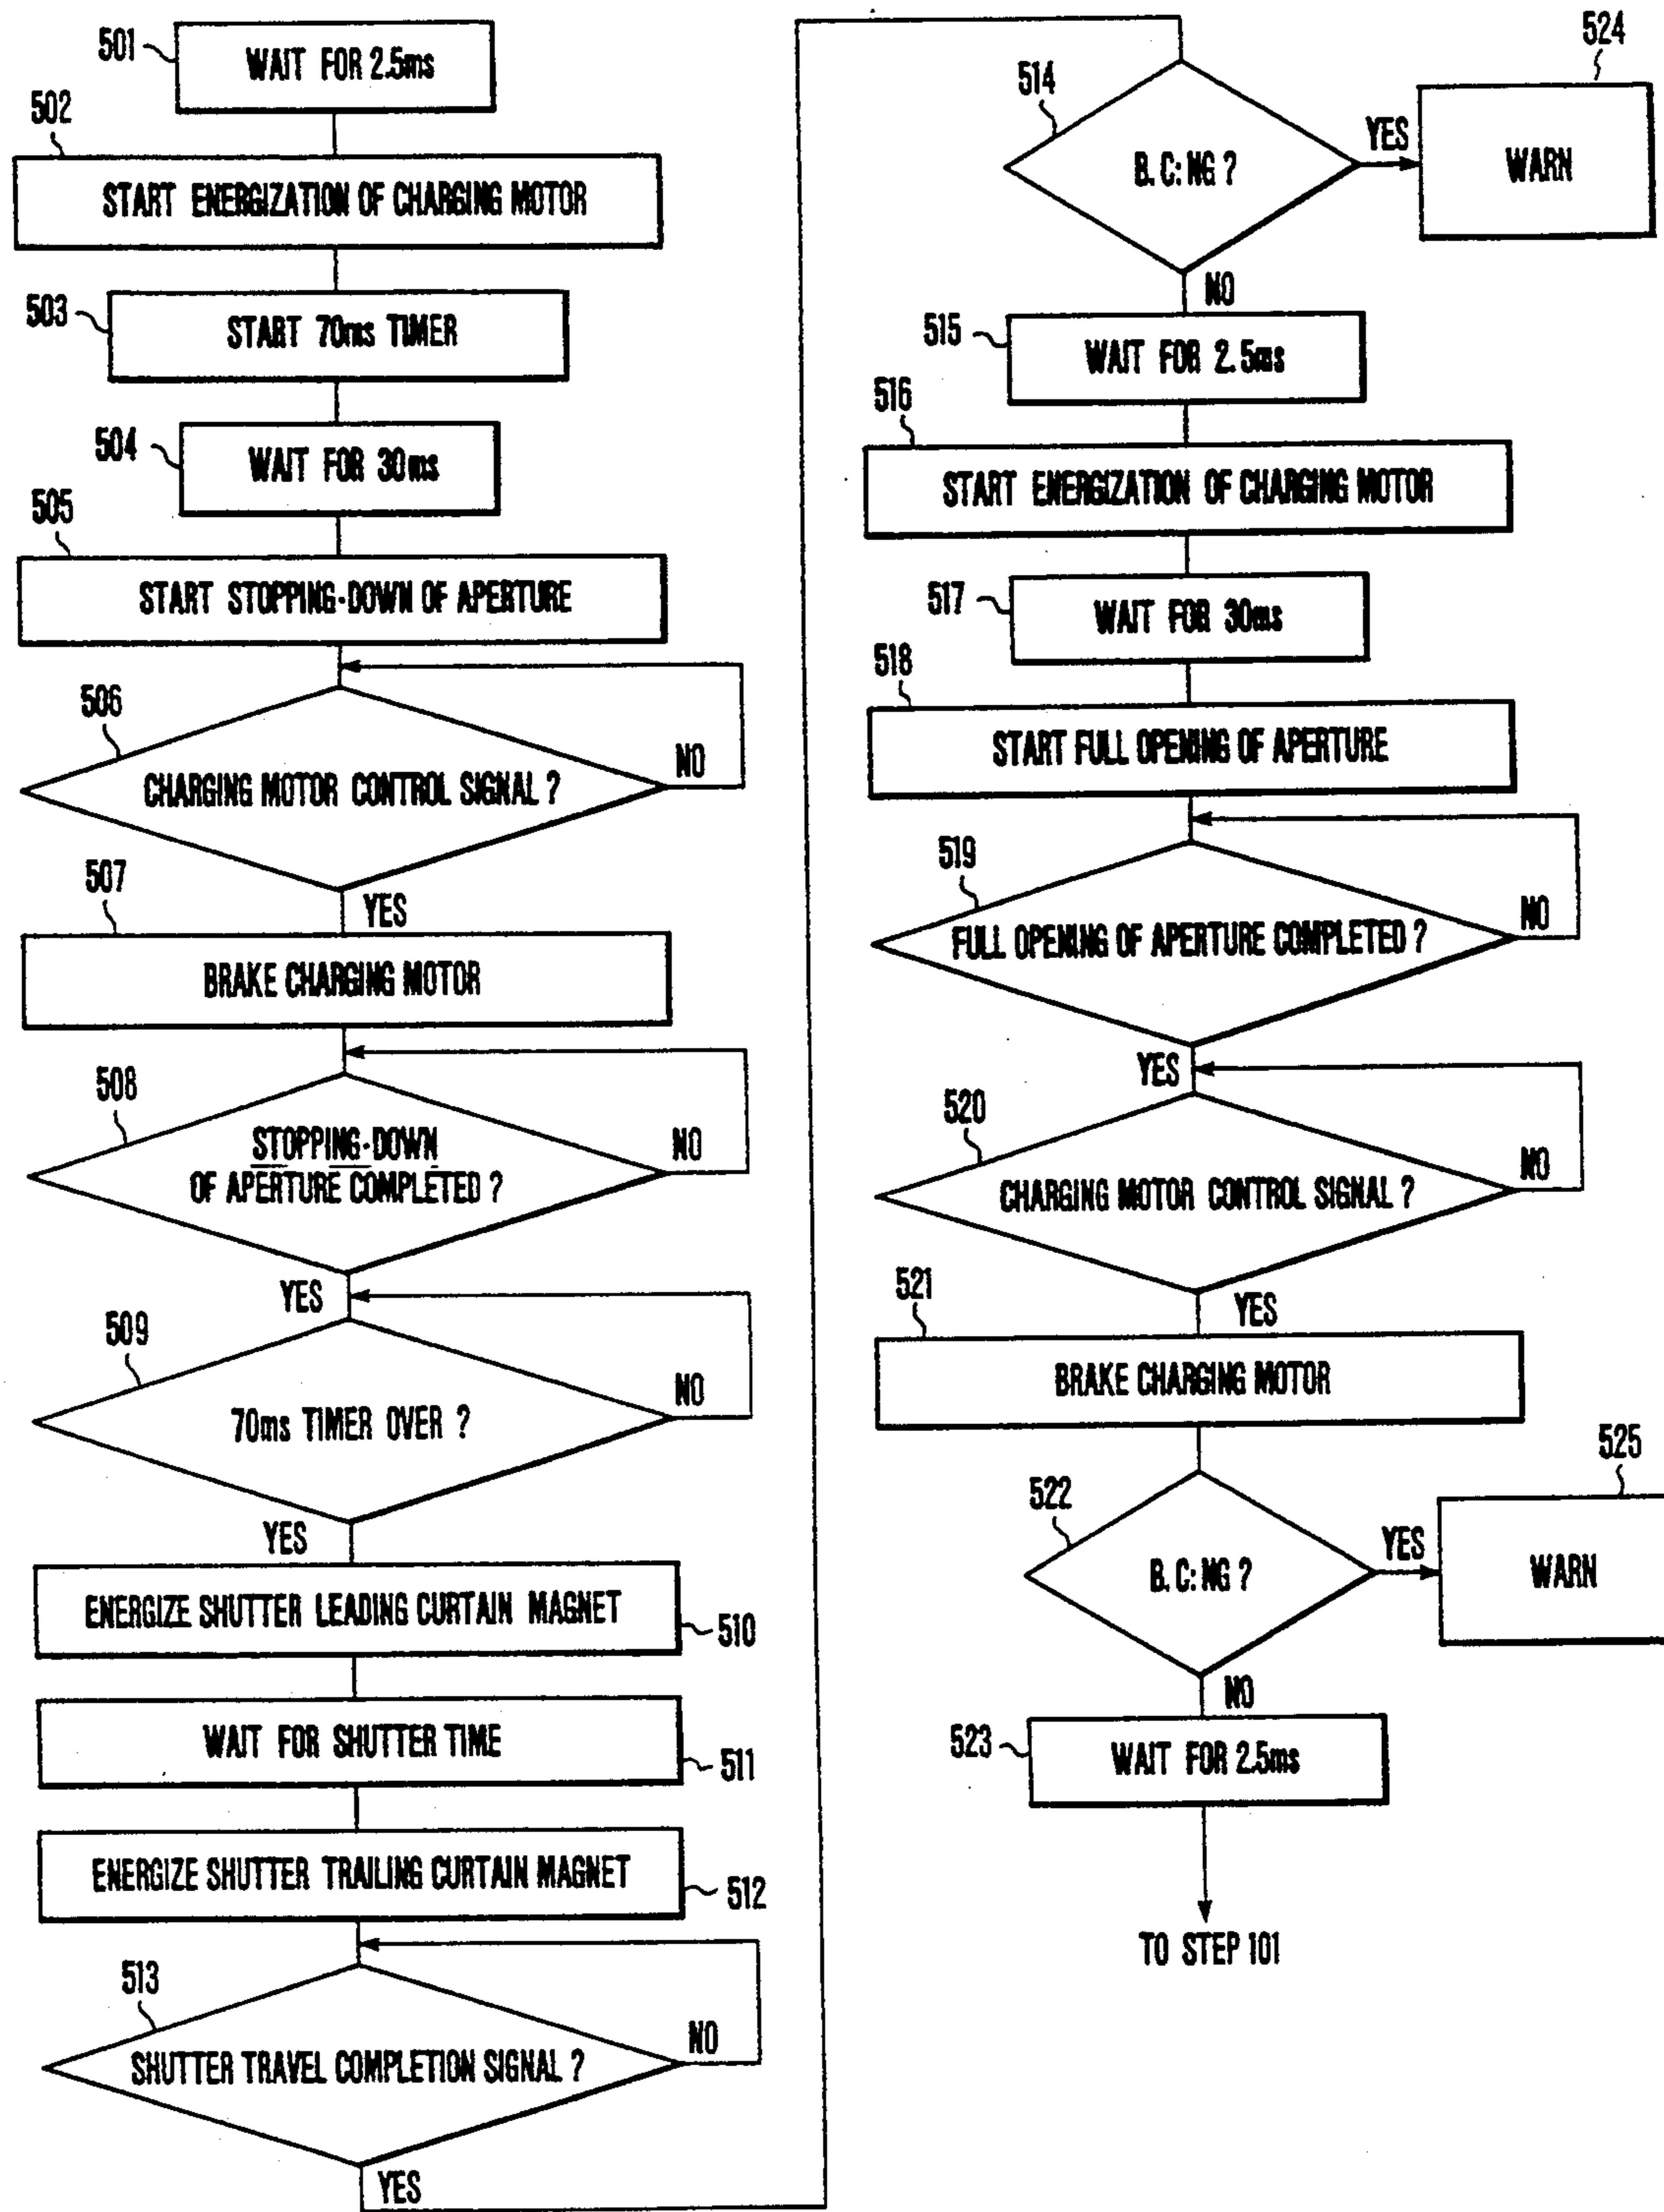 501
WAIT FOR 2.5ms
502
START ENERGIZATION OF CHARGING MOTOR
503
START 70ms TIMER
504
WAIT FOR 30ms
505
START STOPPING-DOWN OF APERTURE
506
CHARGING MOTOR CONTROL SIGNAL ?
NO
YES
507
BRAKE CHARGING MOTOR
508
STOPPING-DOWN
OF APERTURE COMPLETED ?
NO
YES
509
70ms TIMER OVER ?
NO
YES
ENERGIZE SHUTTER LEADING CURTAIN MAGNET
510
WAIT FOR SHUTTER TIME
511
ENERGIZE SHUTTER TRAILING CURTAIN MAGNET
512
513
SHUTTER TRAVEL COMPLETION SIGNAL ?
NO
YES
514
B. C: NG ?
YES
524
WARN
NO
515
WAIT FOR 2.5ms
516
START ENERGIZATION OF CHARGING MOTOR
517
WAIT FOR 30ms
518
START FULL OPENING OF APERTURE
519
FULL OPENING OF APERTURE COMPLETED ?
NO
YES
520
CHARGING MOTOR CONTROL SIGNAL ?
NO
YES
521
BRAKE CHARGING MOTOR
522
B. C: NG ?
YES
525
WARN
NO
523
WAIT FOR 2.5ms
TO STEP 101